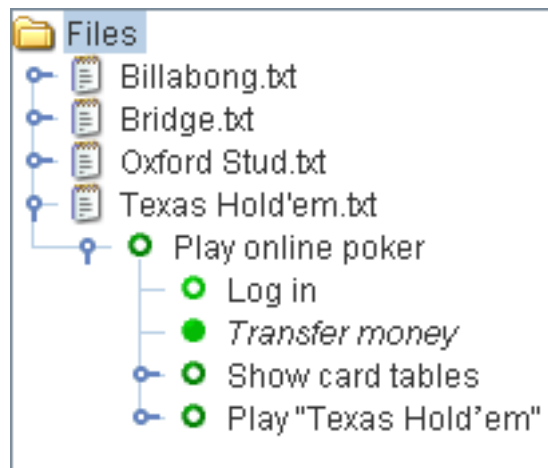 Files
Billabong.txt
Bridge.txt
Oxford Stud.txt
Texas Hold'em.txt
Play online poker
Log in
Transfer money
Show card tables
Play "Texas Hold’em"